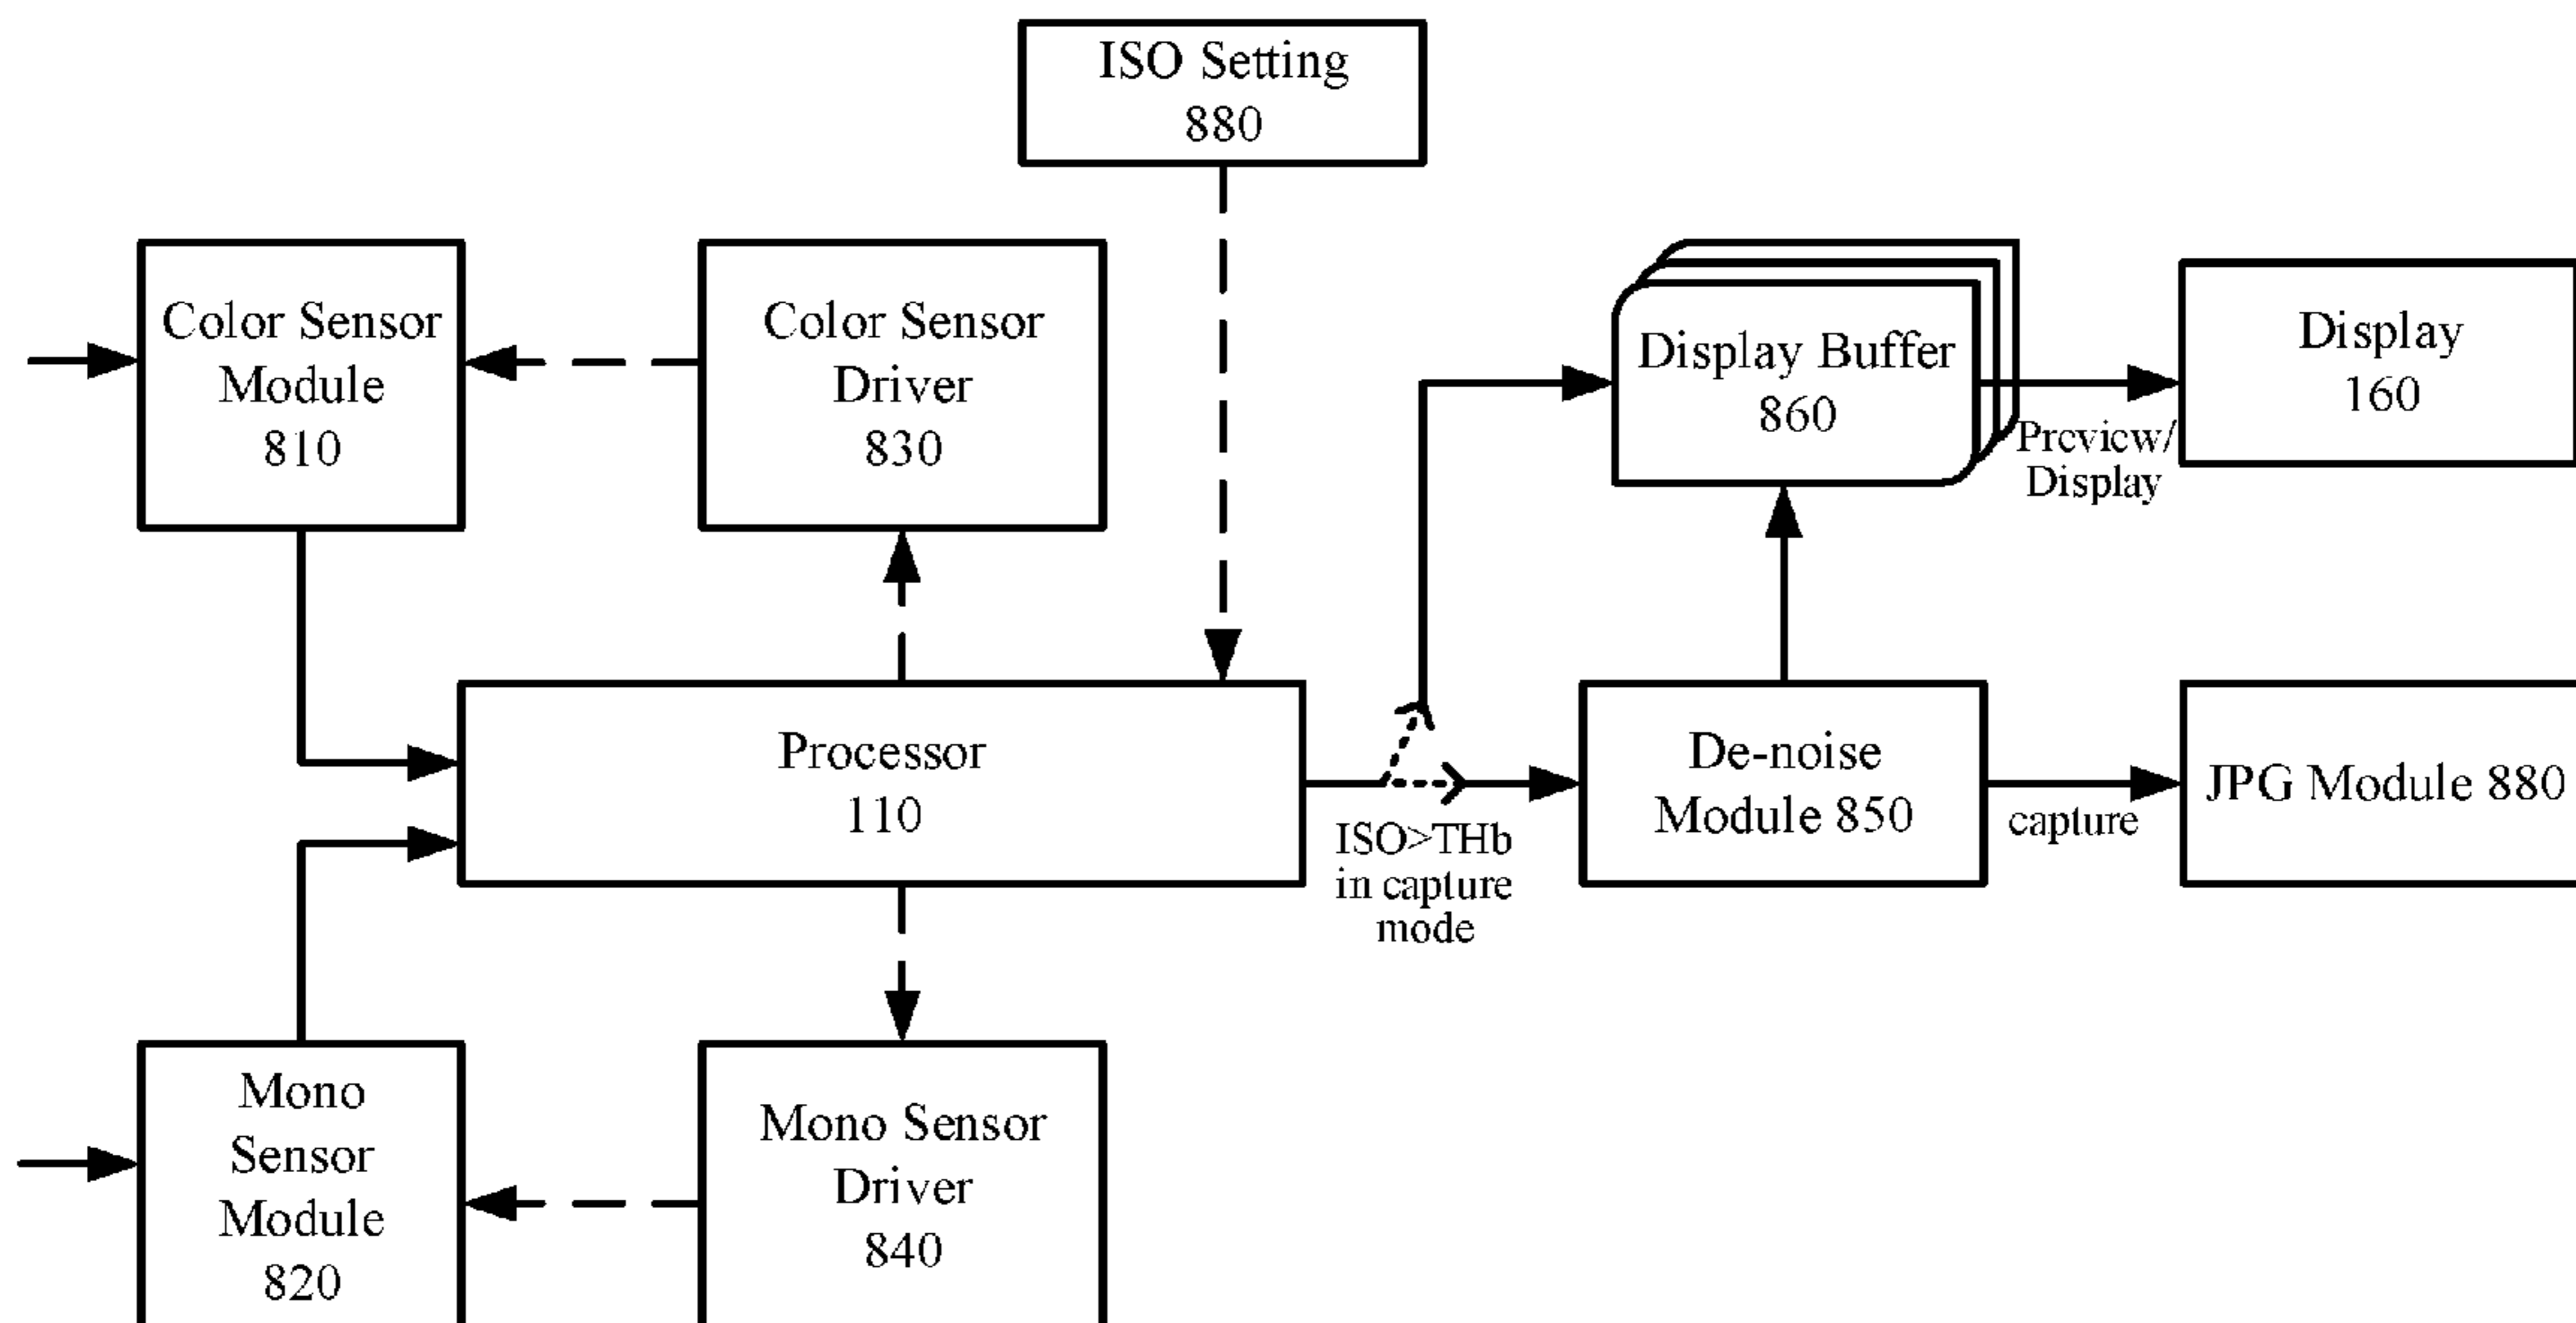 ISO Setting
880
Color Sensor
Module
810
Color Sensor
Driver
830
Display Buffer
860
Preview/
Display
Display
160
Processor
110
ISO>THb
in capture
mode
De-noise
Module 850
capture
JPG Module 880
Mono
Sensor
Module
820
Mono Sensor
Driver
840